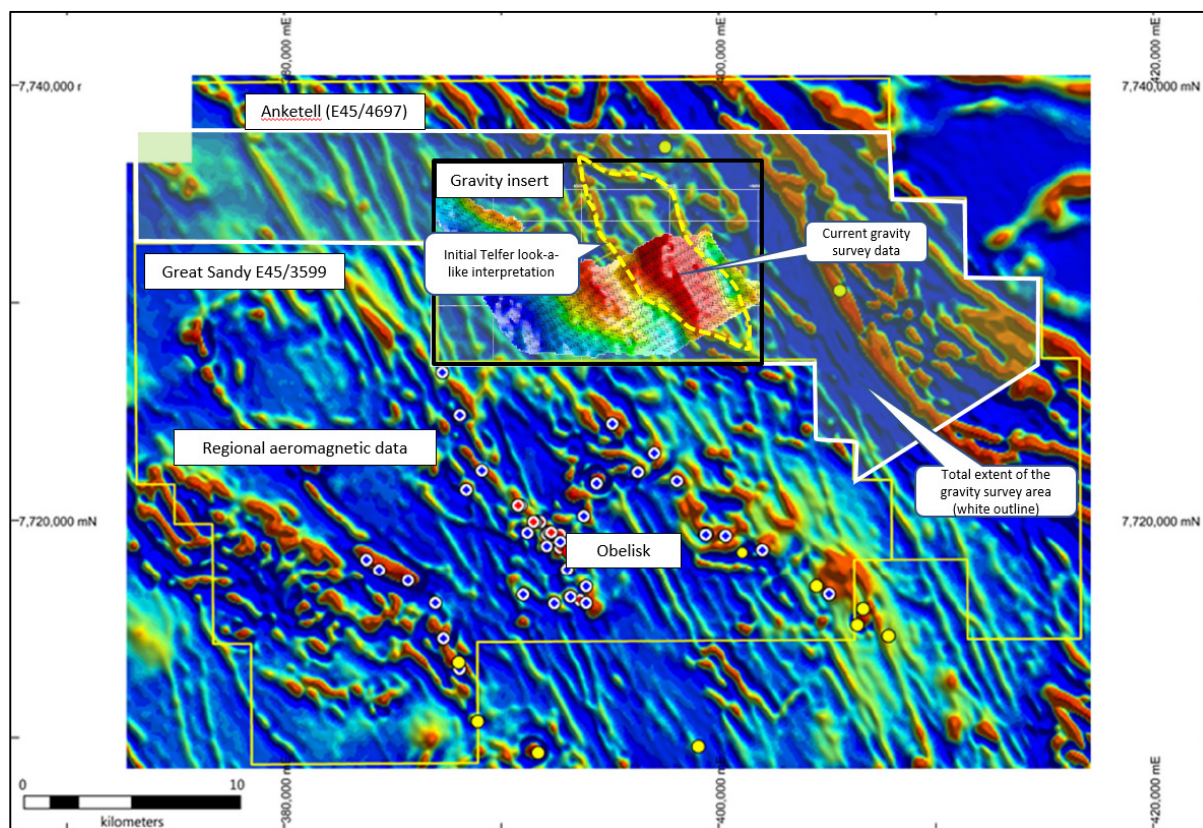 380,000 mE
400,000 mE
420,000 mE
7,740,000 r
7,740,000 mN
Anketell (E45/4697)
Gravity insert
Initial Telfer look-a-
like interpretation
Current gravity
survey data
Great Sandy E45/3599
Regional aeromagnetic data
Total extent of the
gravity survey area
(white outline)
7,720,000 mN
7,720,000 mN
Obelisk
0
10
kilometers
380,000 m
400,000 m
420,000 mE